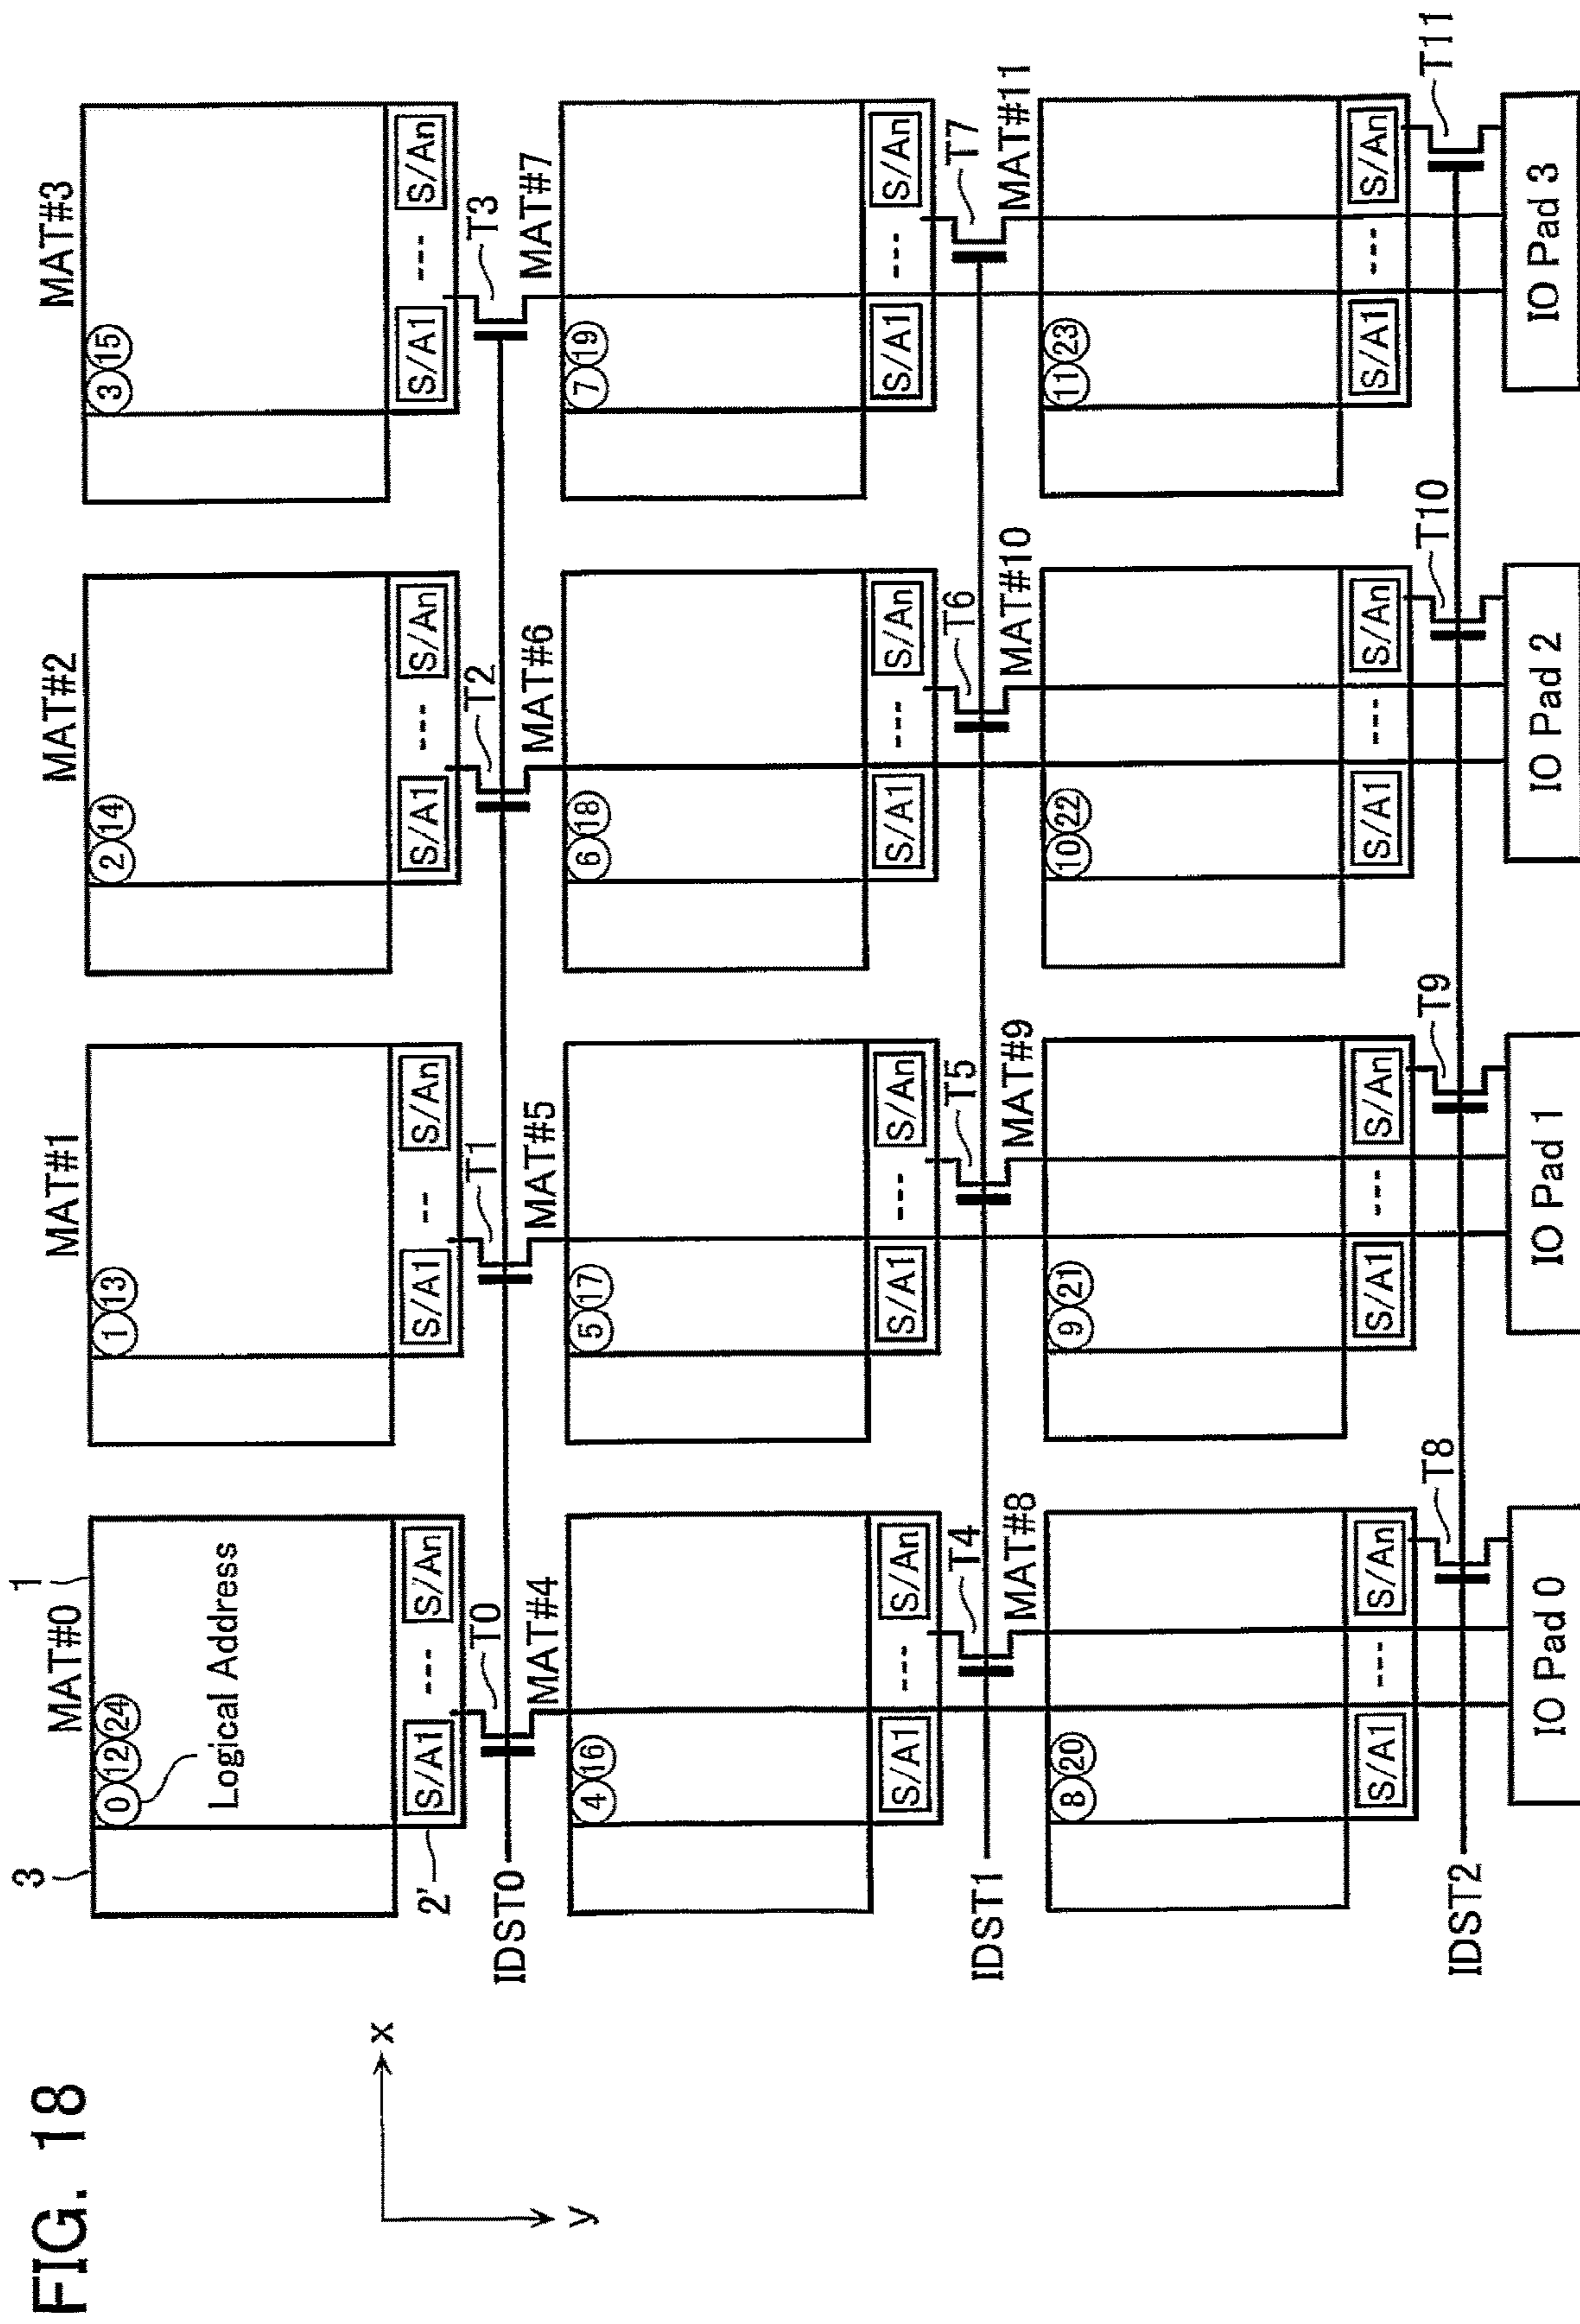 FIG. 18
x
y
3
1
MAT#0
MAT#1
MAT#2
MAT#3
0 12 24
1 13
2 14
3 15
Logical Address
2'
S/A1 --- S/An
S/A1 -- S/An
S/A1 --- S/An
S/A1 --- S/An
T0
T1
T2
T3
IDST0
MAT#4
MAT#5
MAT#6
MAT#7
4 16
5 17
6 18
7 19
S/A1 --- S/An
S/A1 --- S/An
S/A1 --- S/An
S/A1 --- S/An
T4
T5
T6
T7
IDST1
MAT#8
MAT#9
MAT#10
MAT#11
8 20
9 21
10 22
11 23
S/A1 --- S/An
S/A1 --- S/An
S/A1 --- S/An
S/A1 --- S/An
T8
T9
T10
T11
IDST2
IO Pad 0
IO Pad 1
IO Pad 2
IO Pad 3